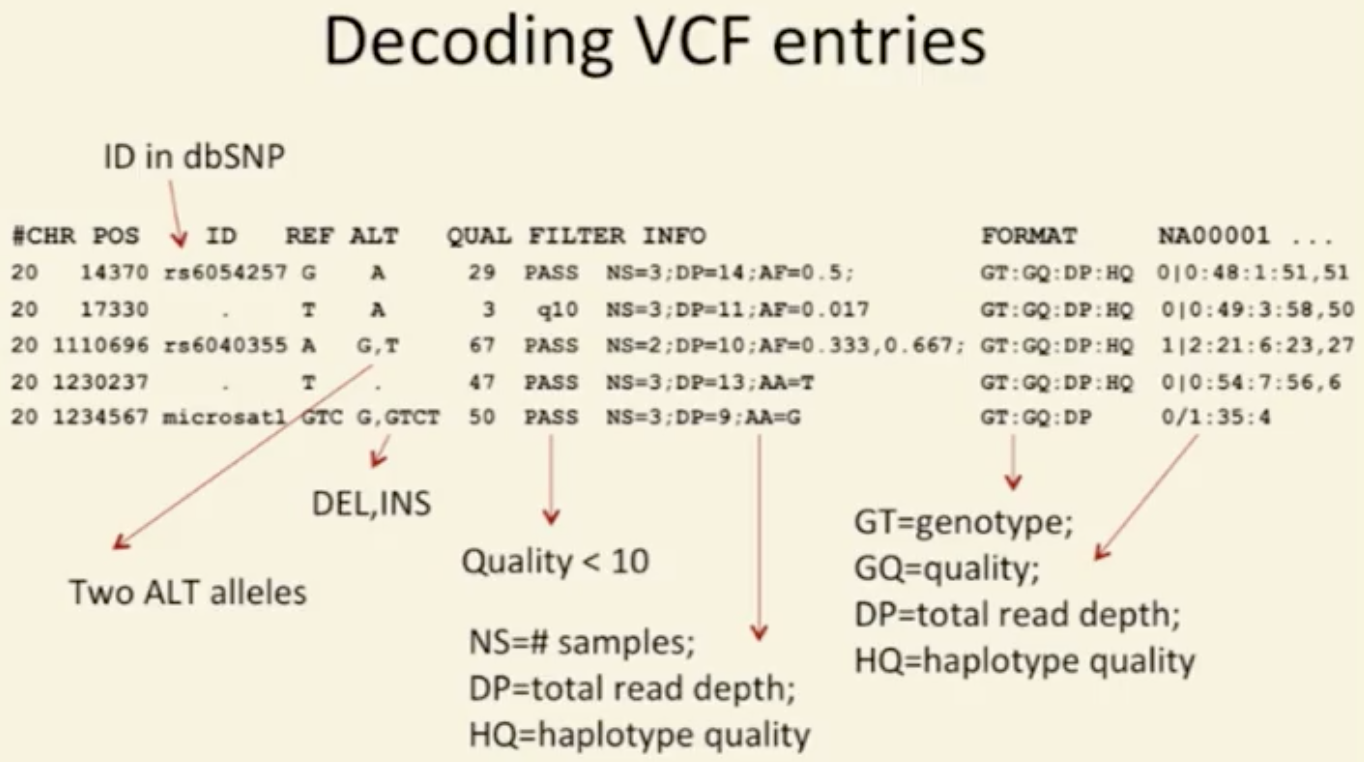 Decoding VCF entries
ID in dbSNP
#CHR POS ID REF ALT QUAL FILTER INFO FORMAT NA00001 ...
20 14370 rs6054257 G A 29 PASS NS=3;DP=14;AF=0.5; GT:GQ:DP:HQ 0|0:48:1:51,51
20 17330 . T A 3 q10 NS=3;DP=11;AF=0.017 GT:GQ:DP:HQ 0|0:49:3:58,50
20 1110696 rs6040355 A G,T 67 PASS NS=2;DP=10;AF=0.333,0.667; GT:GQ:DP:HQ 1|2:21:6:23,27
20 1230237 . T . 47 PASS NS=3;DP=13;AA=T GT:GQ:DP:HQ 0|0:54:7:56,6
20 1234567 microsat1 GTC G,GTCT 50 PASS NS=3;DP=9;AA=G GT:GQ:DP 0/1:35:4
DEL,INS
Two ALT alleles
Quality < 10
NS=# samples;
DP=total read depth;
HQ=haplotype quality
GT=genotype;
GQ=quality;
DP=total read depth;
HQ=haplotype quality